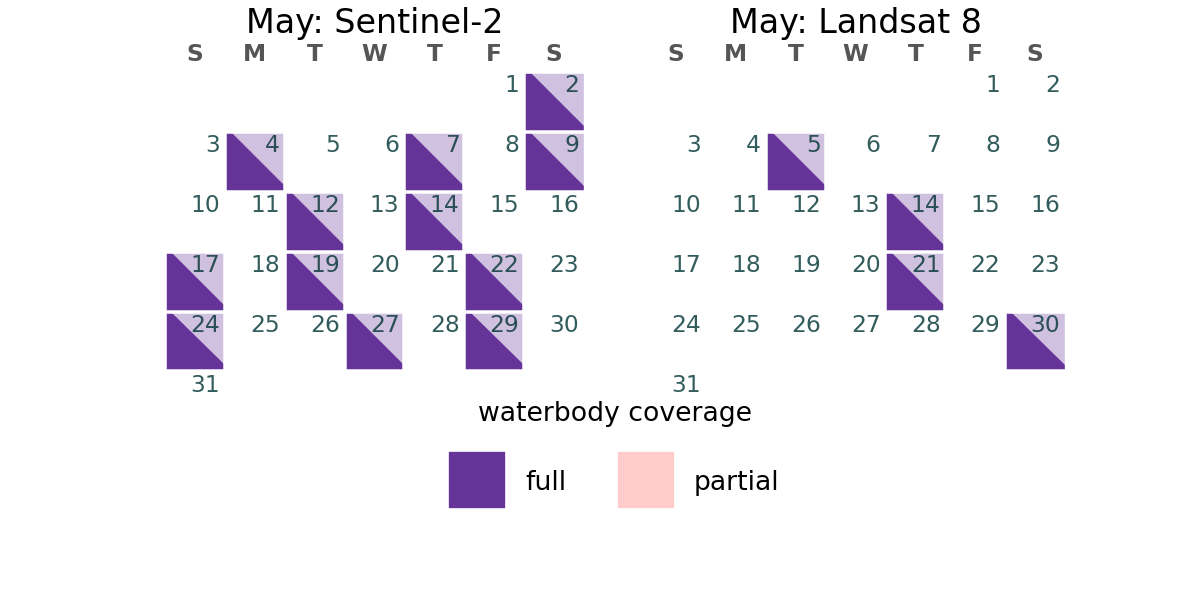 May: Sentinel-2
S M T W T F S
1 2
3 4 5 6 7 8 9
10 11 12 13 14 15 16
17 18 19 20 21 22 23
24 25 26 27 28 29 30
31
May: Landsat 8
S M T W T F S
1 2
3 4 5 6 7 8 9
10 11 12 13 14 15 16
17 18 19 20 21 22 23
24 25 26 27 28 29 30
31
waterbody coverage
full partial